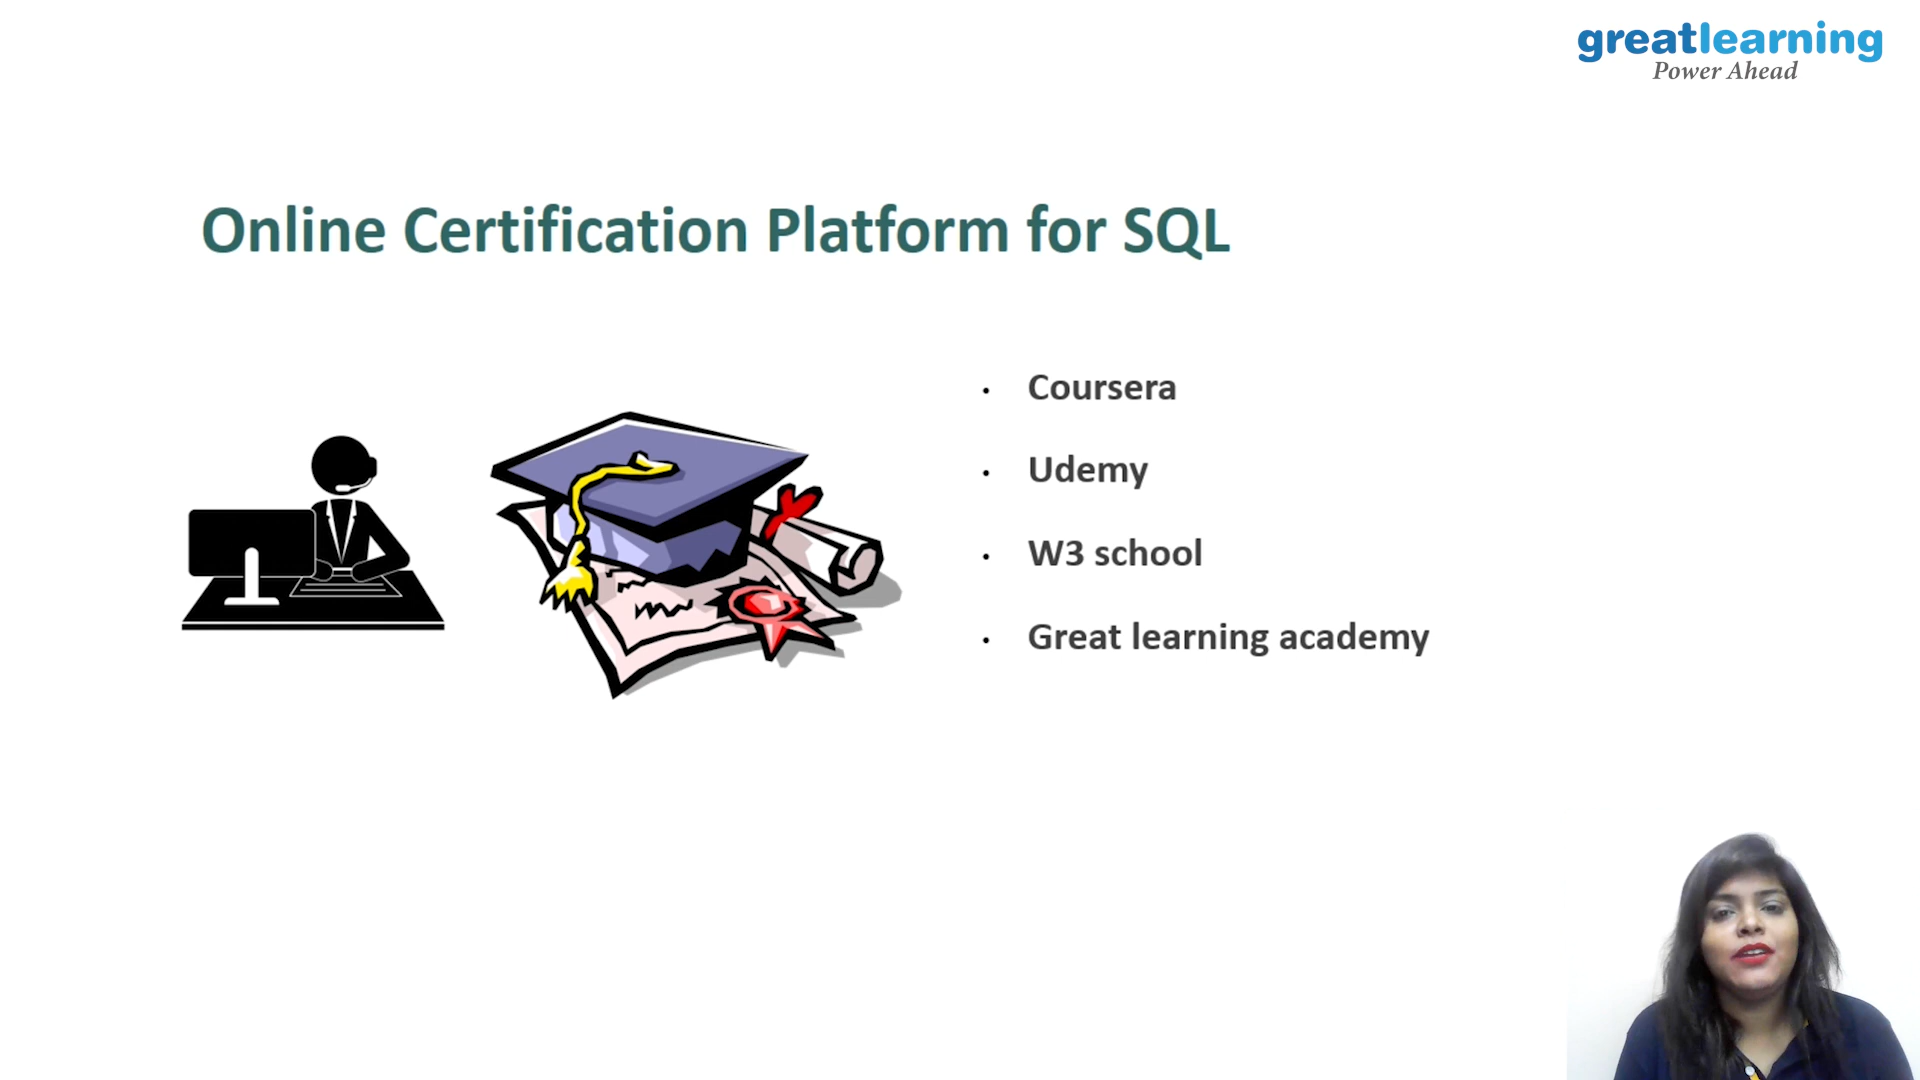 greatlearning
Power Ahead
Online Certification Platform for SQL
• Coursera
• Udemy
• W3 school
• Great learning academy